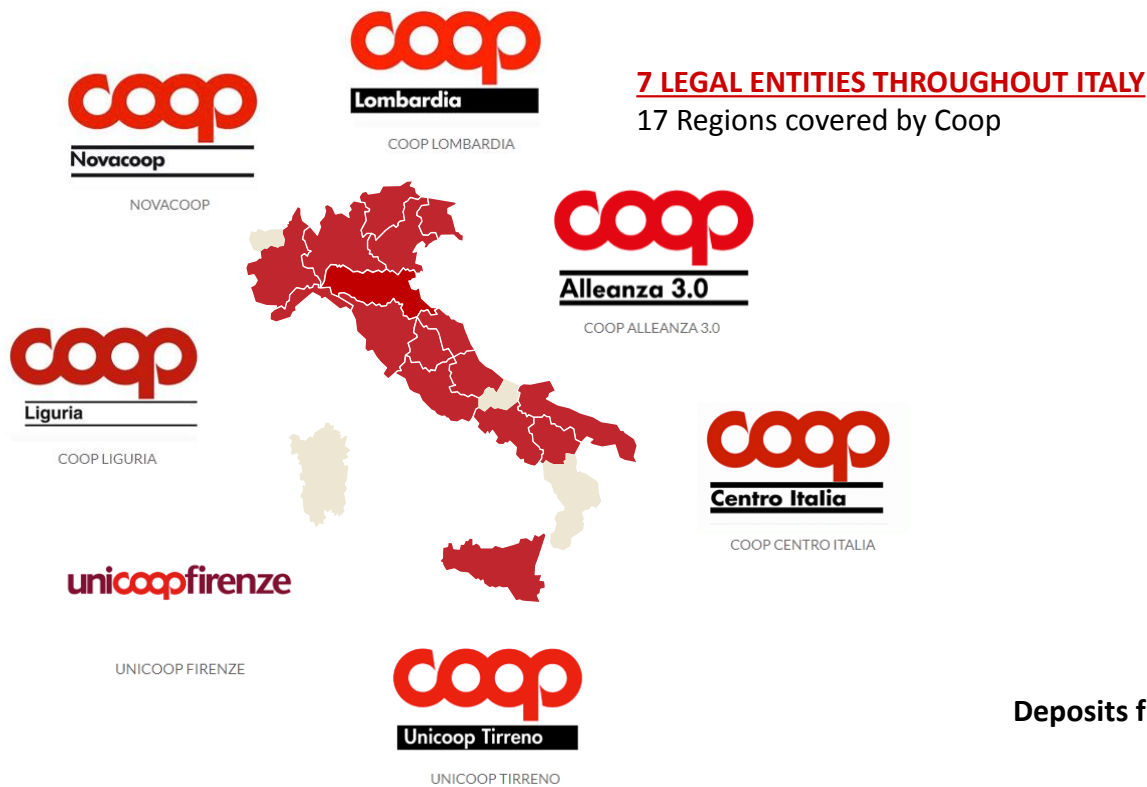 coop
Lombardia
COOP LOMBARDIA
7 LEGAL ENTITIES THROUGHOUT ITALY
17 Regions covered by Coop
coop
Novacoop
NOVACOOP
coop
Alleanza 3.0
COOP ALLEANZA 3.0
coop
Liguria
COOP LIGURIA
coop
Centro Italia
COOP CENTRO ITALIA
unicoopfirenze
UNICOOP FIRENZE
coop
Unicoop Tirreno
UNICOOP TIRRENO
Deposits f